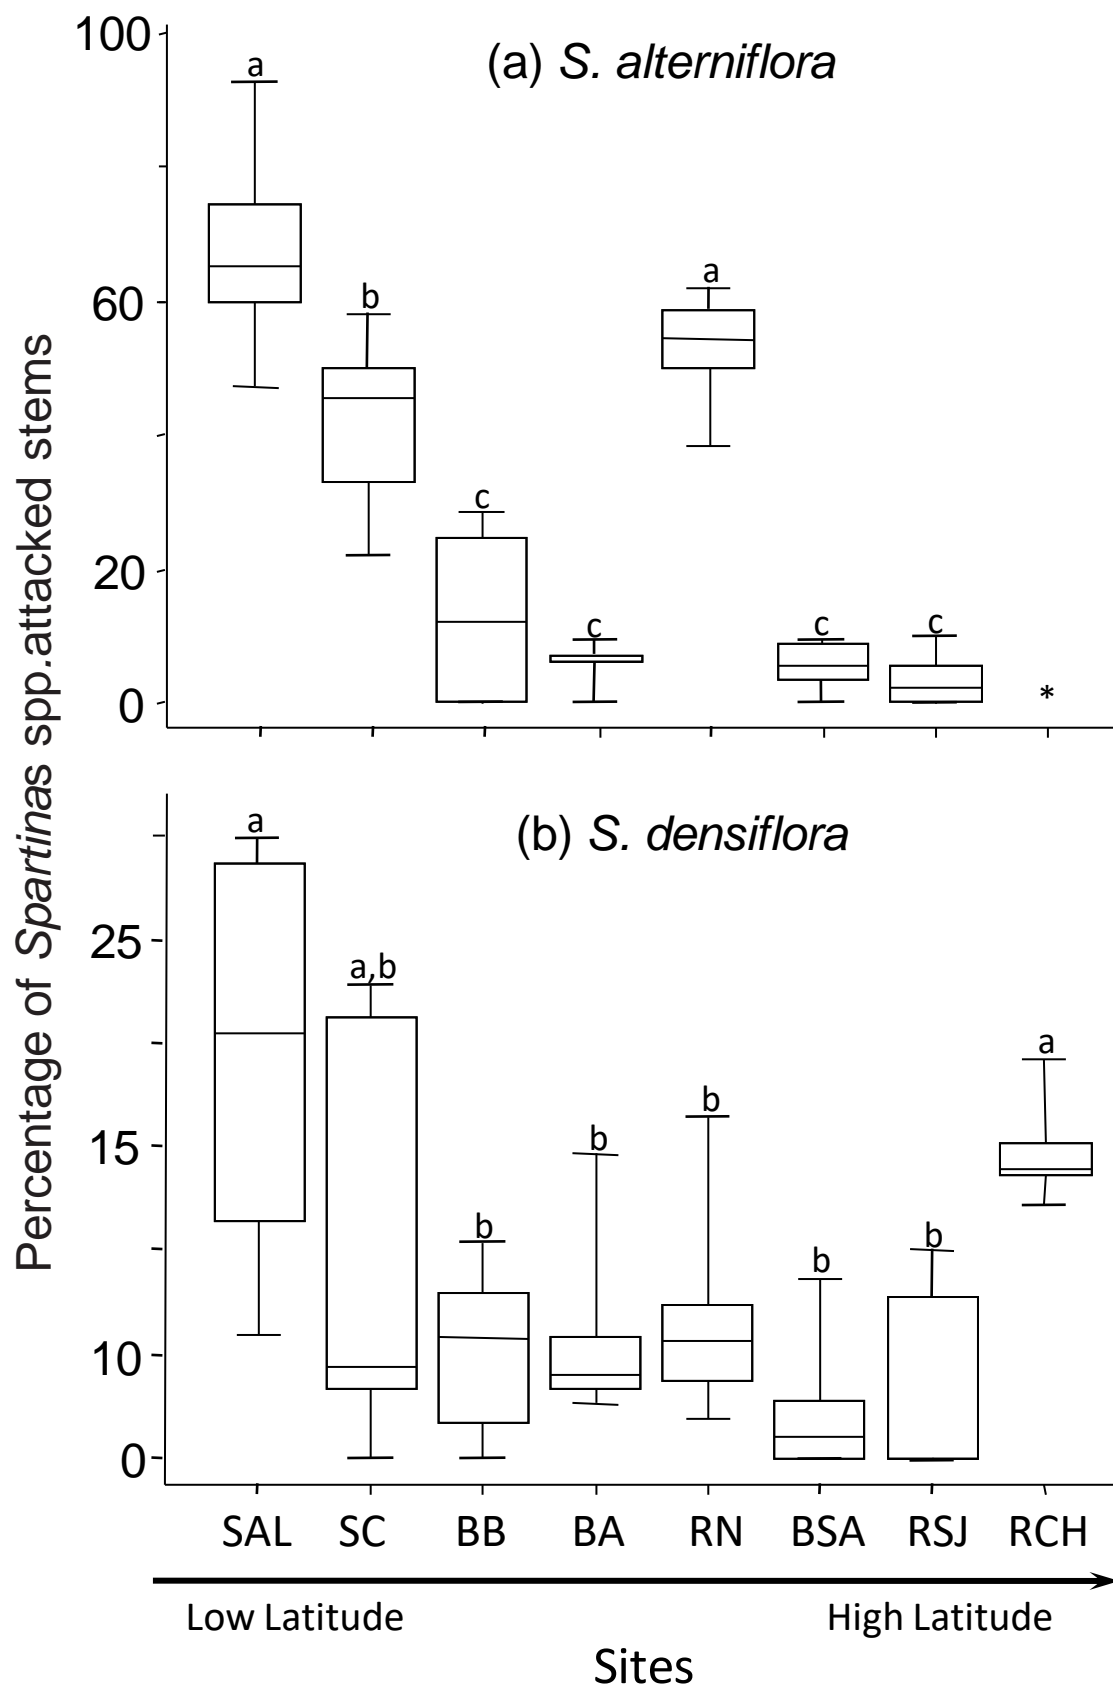 Percentage of Spartinas spp.attacked stems
(a) S. alterniflora
100
60
20
0
a
b
c
c
a
c
c
*
(b) S. densiflora
25
15
10
0
a
a,b
b
b
b
b
b
a
SAL SC BB BA RN BSA RSJ RCH
Low Latitude High Latitude
Sites